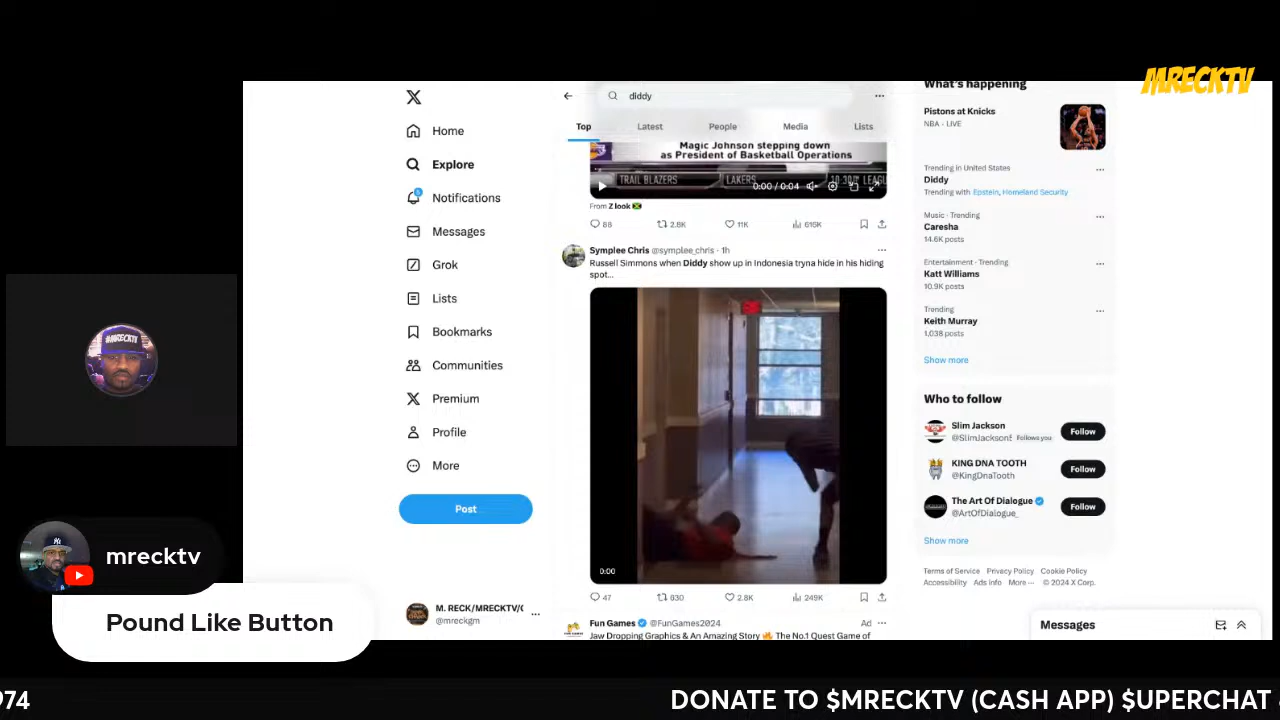 MRECKTV
Home
Explore
Notifications
Messages
Grok
Lists
Bookmarks
Communities
Premium
Profile
More
Post
M. RECK/MRECKTV/(
@mreckgm
diddy
Top
Latest
People
Media
Lists
Magic Johnson stepping down
as President of Basketball Operations
TRAIL BLAZERS
LAKERS
0:00 / 0:04
From Z look 🇯🇲
88
2.8K
11K
Symplee Chris @symplee_chris · 1h
Russell Simmons when Diddy show up in Indonesia tryna hide in his hiding
spot...
0:00
47
830
2.8K
249K
Fun Games @FunGames2024
Ad
Jaw Dropping Graphics & An Amazing Story 🔥 The No.1 Quest Game of
What's happening
Pistons at Knicks
NBA · LIVE
Trending in United States
Diddy
Trending with Epstein, Homeland Security
Music · Trending
Caresha
14.6K posts
Entertainment · Trending
Katt Williams
10.9K posts
Trending
Keith Murray
1,038 posts
Show more
Who to follow
Slim Jackson
Follows you
Follow
KING DNA TOOTH
@KingDnaTooth
Follow
The Art Of Dialogue
@ArtOfDialogue_
Follow
Show more
Terms of Service Privacy Policy Cookie Policy
Accessibility Ads info More ··· © 2024 X Corp.
Messages
#MRECKTV
mrecktv
Pound Like Button
974
DONATE TO $MRECKTV (CASH APP) $UPERCHAT